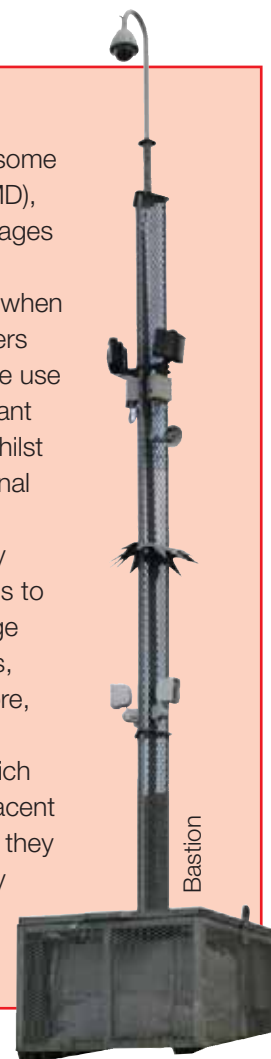 some
MD),
ages
when
ers
e use
ant
hilst
nal
y
s to
ge
s,
re,
ich
acent
they
y
Bastion